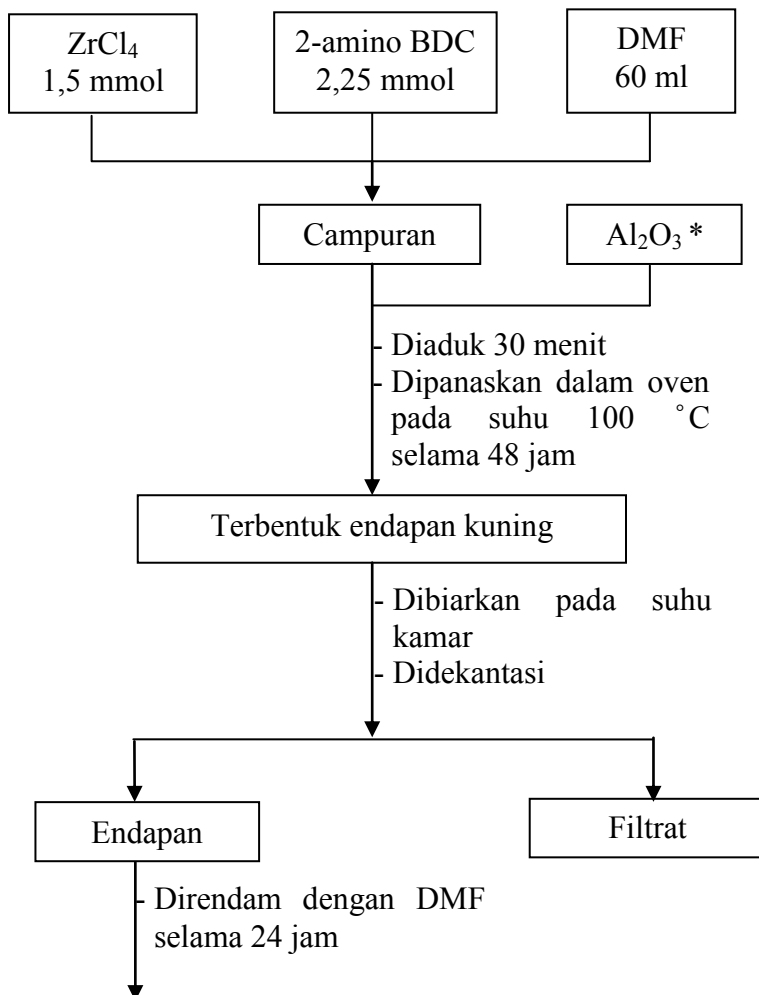 ZrCl₄
1,5 mmol
2-amino BDC
2,25 mmol
DMF
60 ml
Campuran
Al₂O₃ *
- Diaduk 30 menit
- Dipanaskan dalam oven
pada suhu 100 ˚C
selama 48 jam
Terbentuk endapan kuning
- Dibiarkan pada suhu
kamar
- Didekantasi
Endapan
Filtrat
- Direndam dengan DMF
selama 24 jam